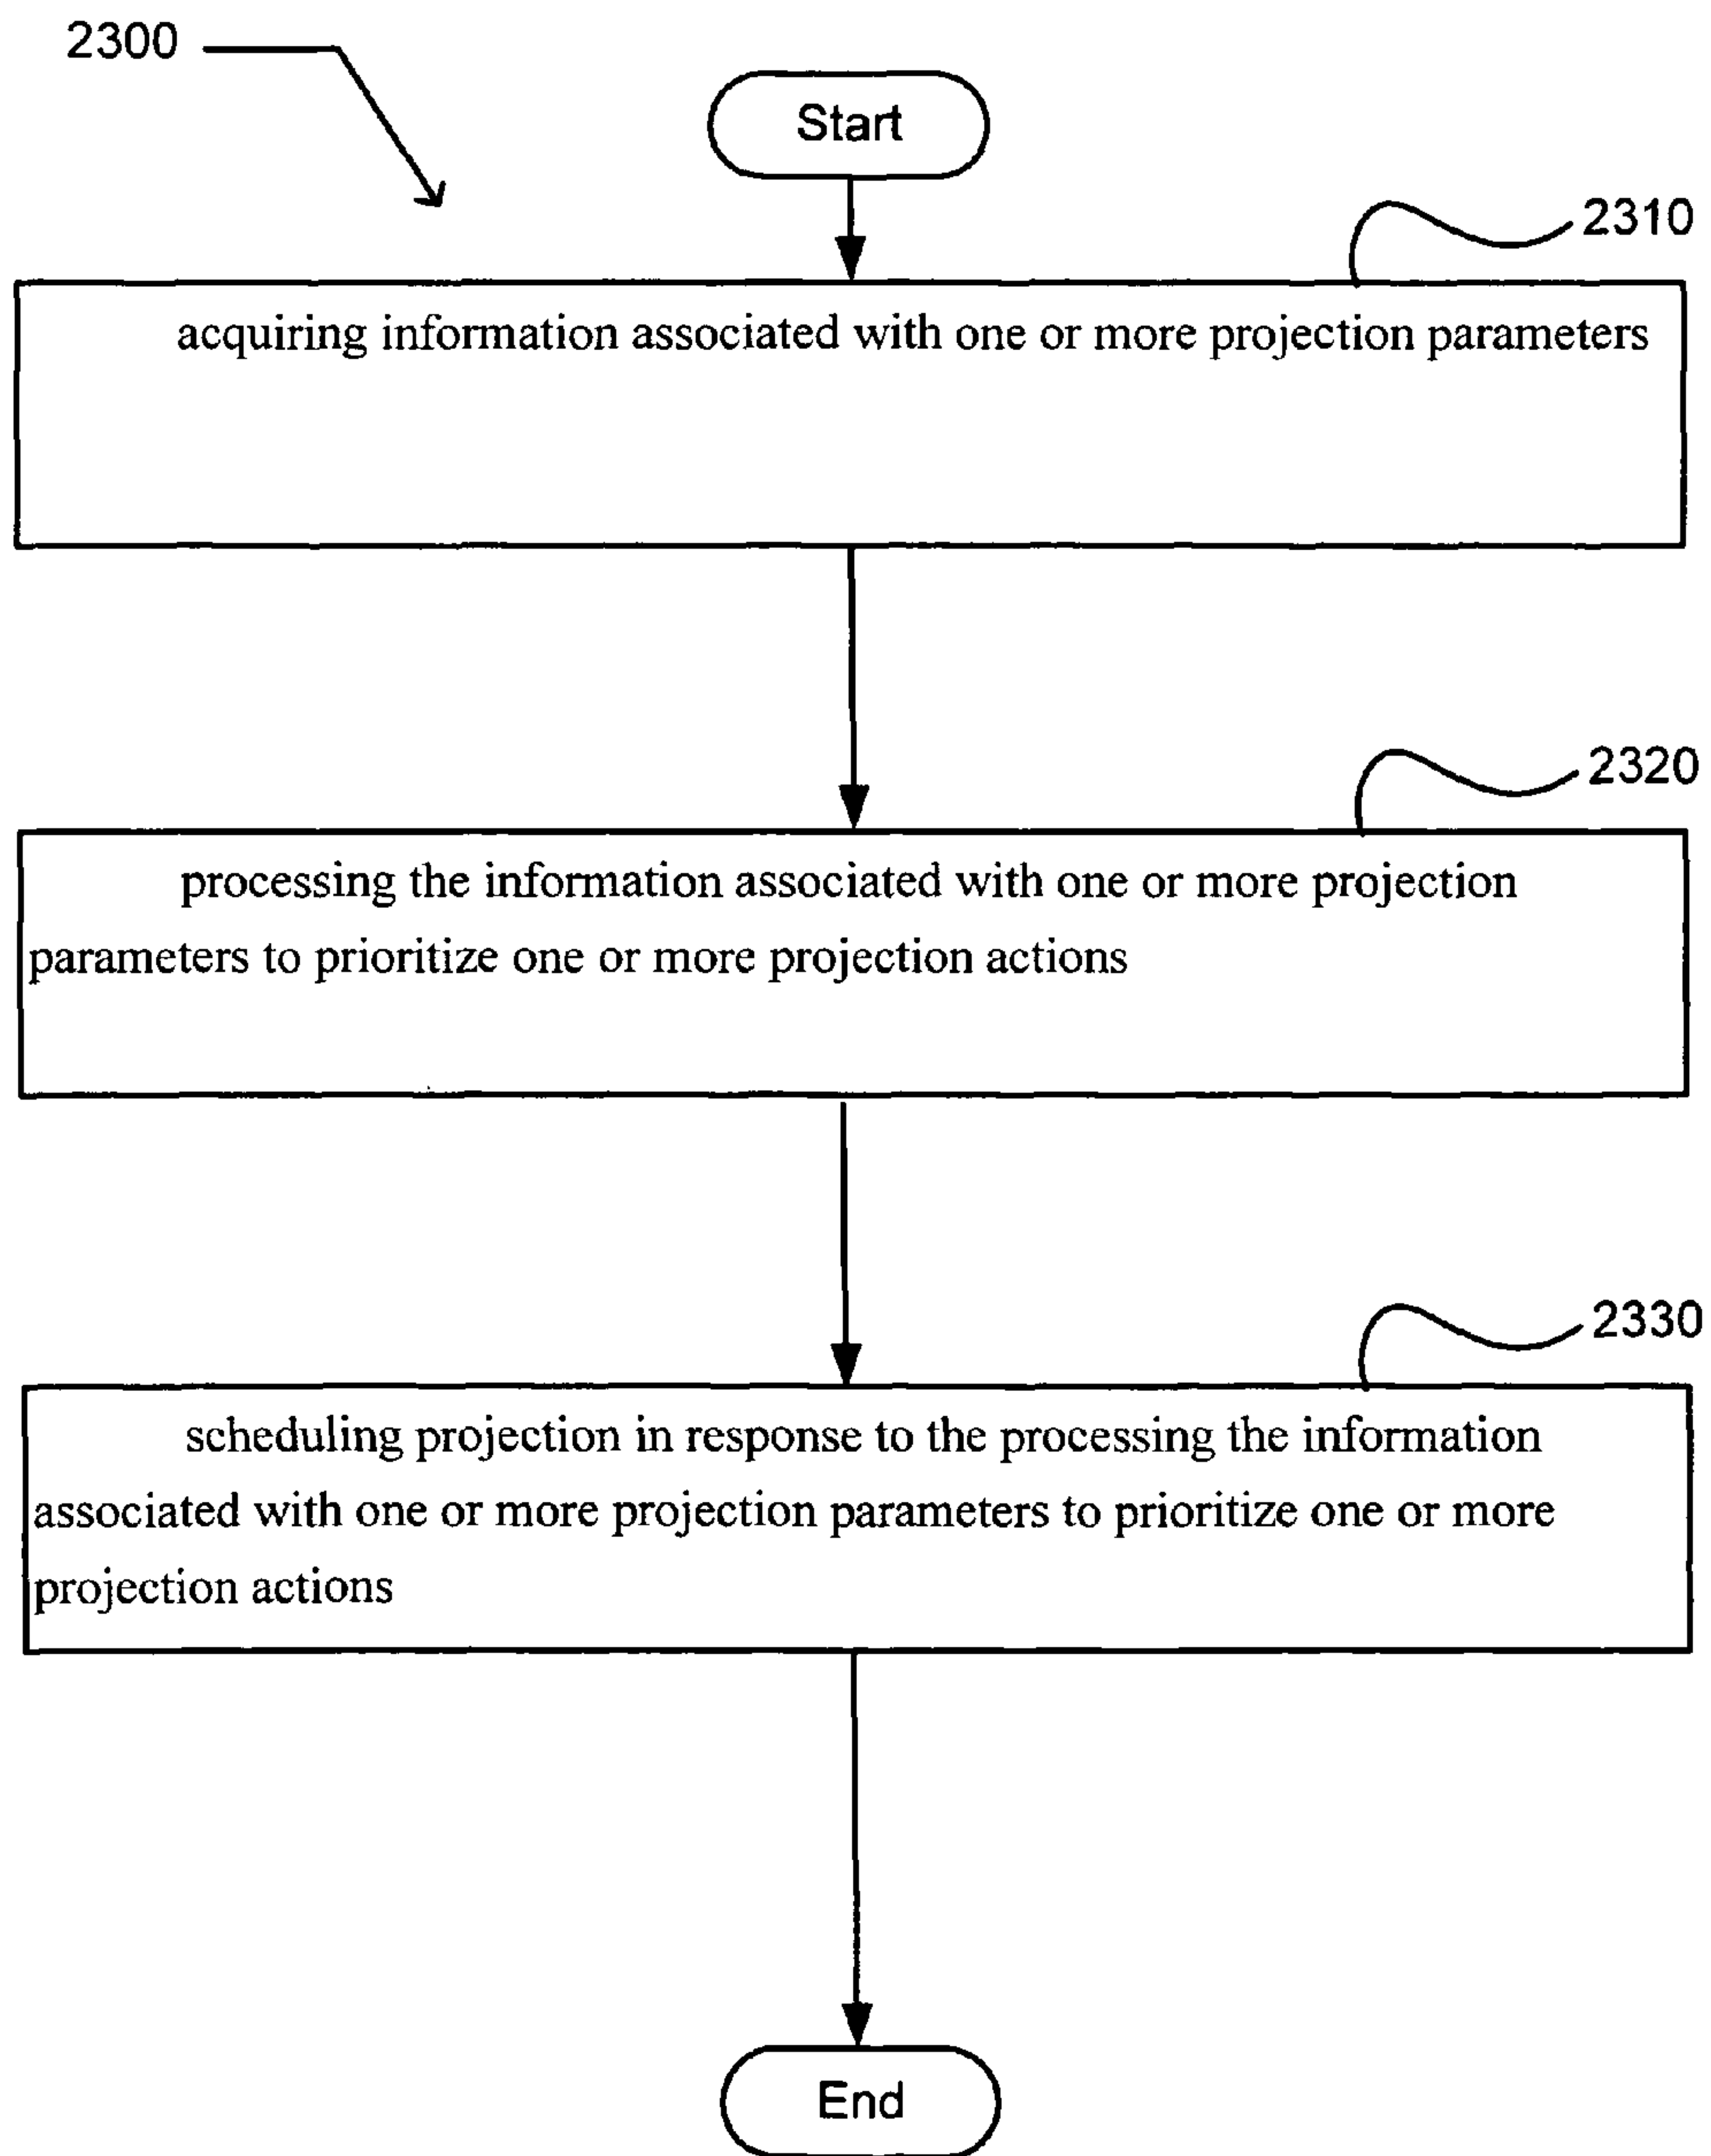 2300
Start
2310
acquiring information associated with one or more projection parameters
2320
processing the information associated with one or more projection
parameters to prioritize one or more projection actions
2330
scheduling projection in response to the processing the information
associated with one or more projection parameters to prioritize one or more
projection actions
End